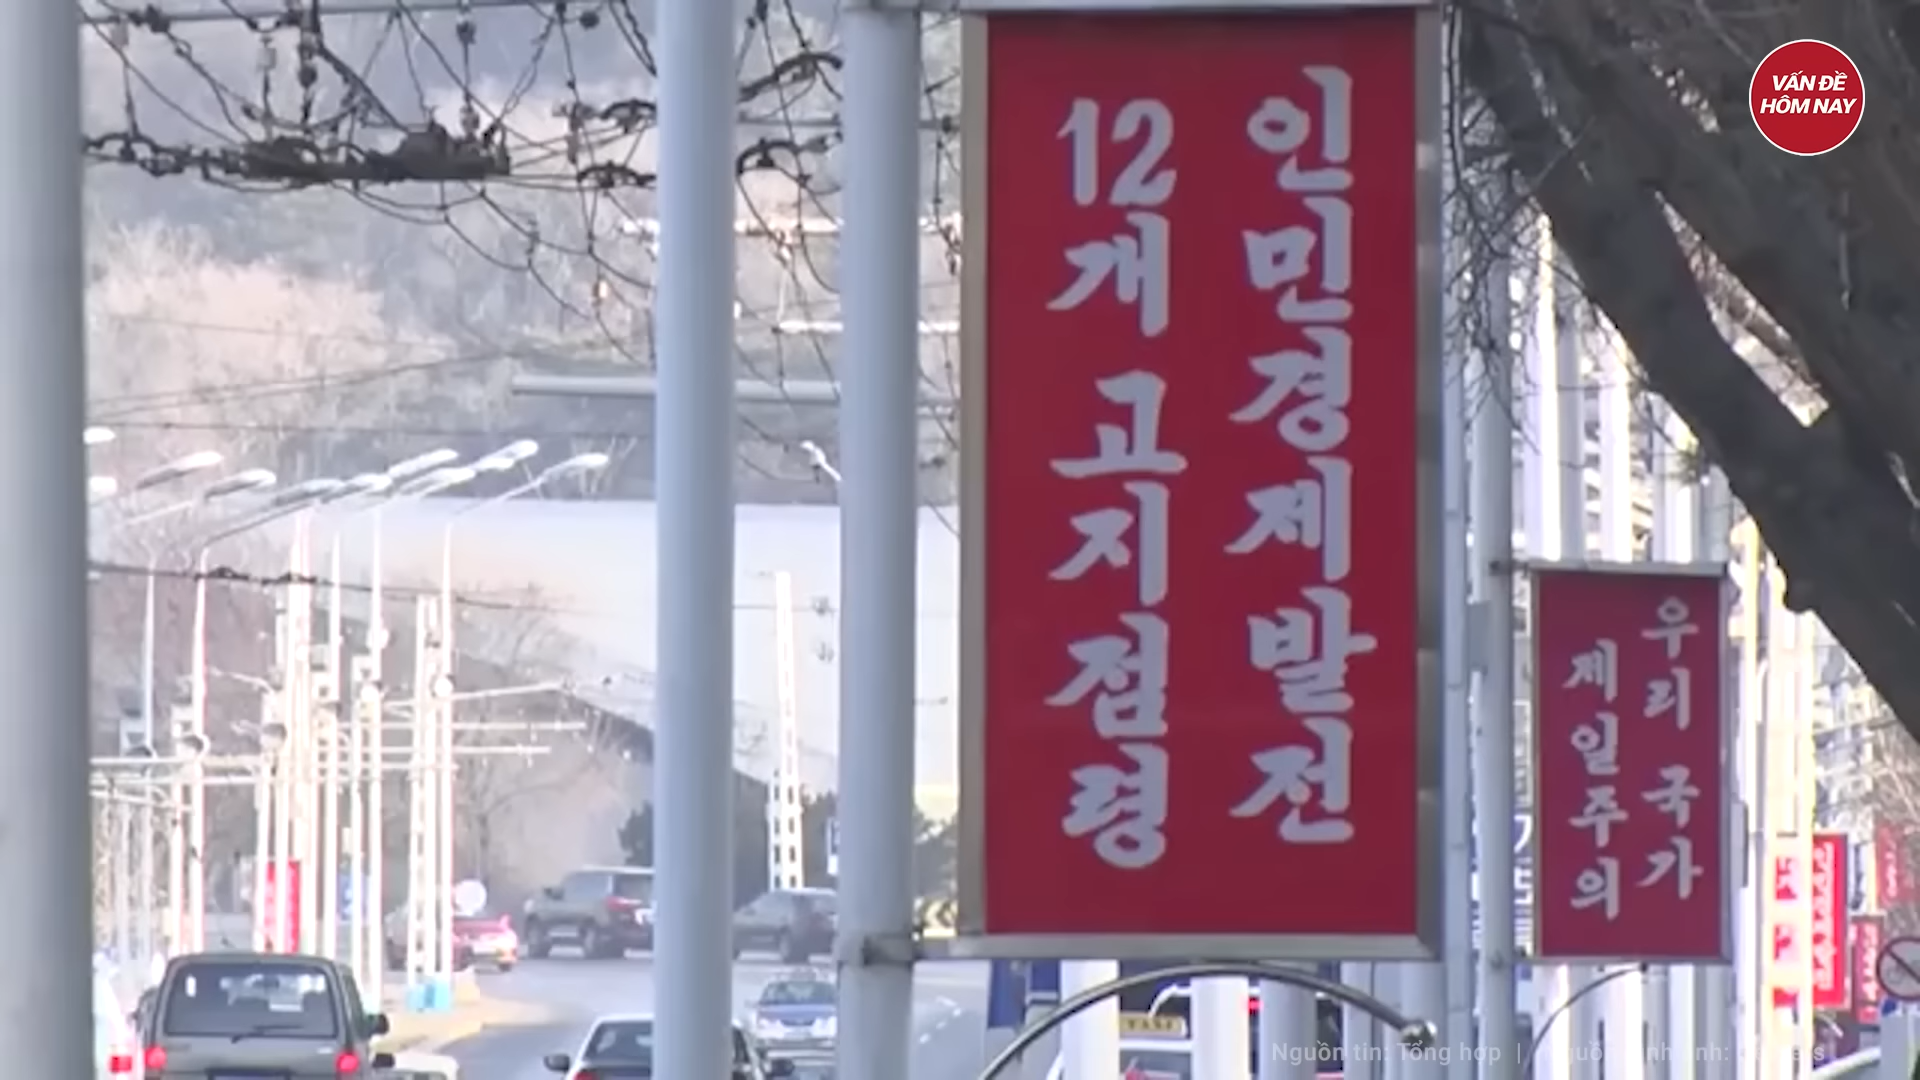 VẤN ĐỀ
HÔM NAY
인민경제발전
12개 고지점령
우리 국가
제일주의
TAXI
Nguồn tin: Tổng hợp |